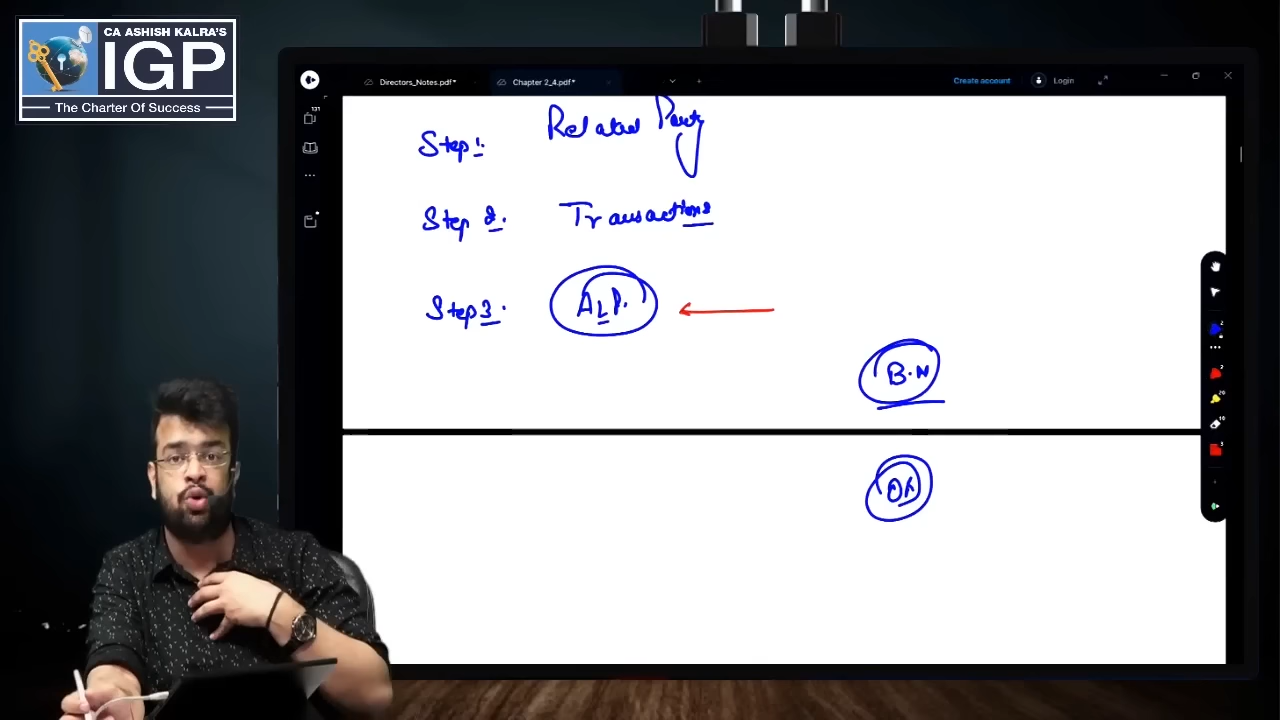 CA ASHISH KALRA'S
IGP
The Charter Of Success
Directors_Notes.pdf*
Chapter 2_4.pdf*
Create account
Login
131
Step 1: Related Party
Step 2. Transactions
Step 3. A.L.P.
B.M